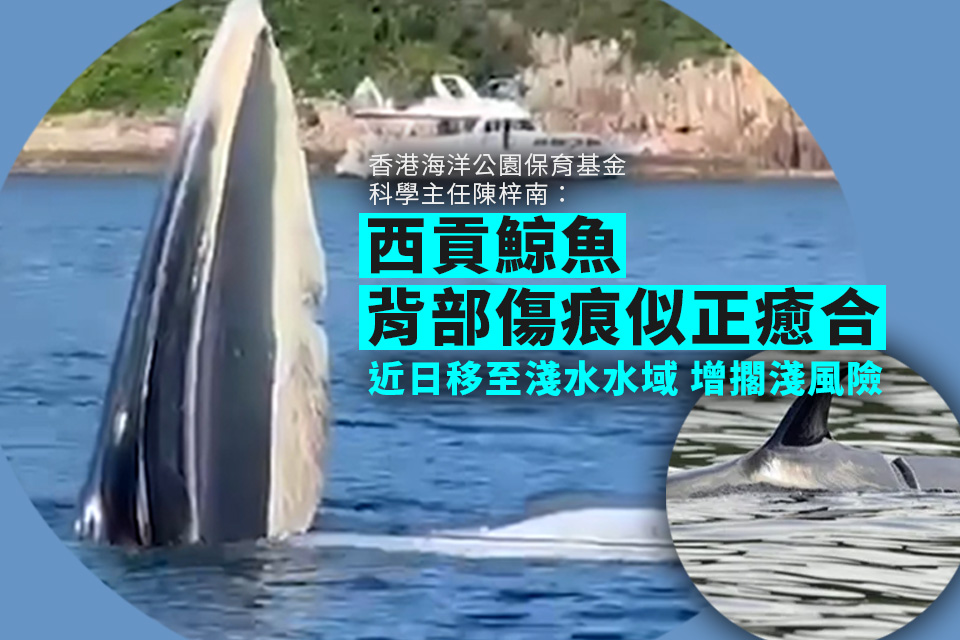 香港海洋公園保育基金
科學主任陳梓南：
西貢鯨魚
背部傷痕似正癒合
近日移至淺水水域 增擱淺風險